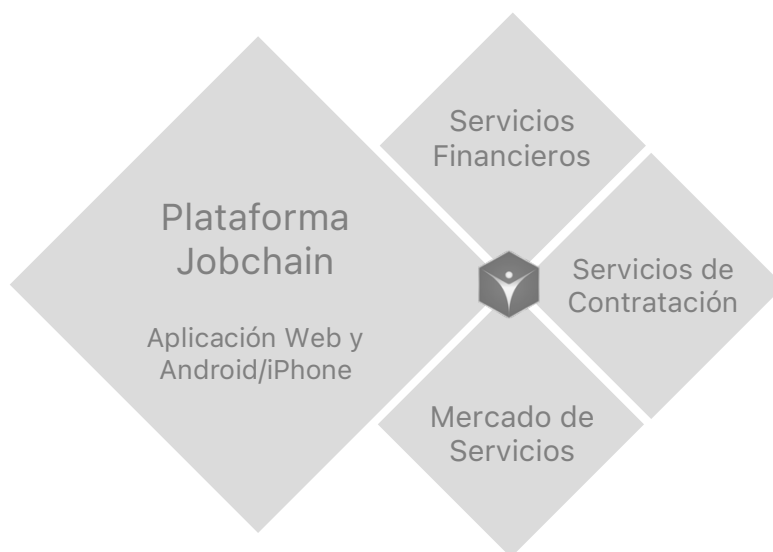 Servicios
Financieros
Plataforma
Jobchain
Aplicación Web y
Android/iPhone
Servicios de
Contratación
Mercado de
Servicios